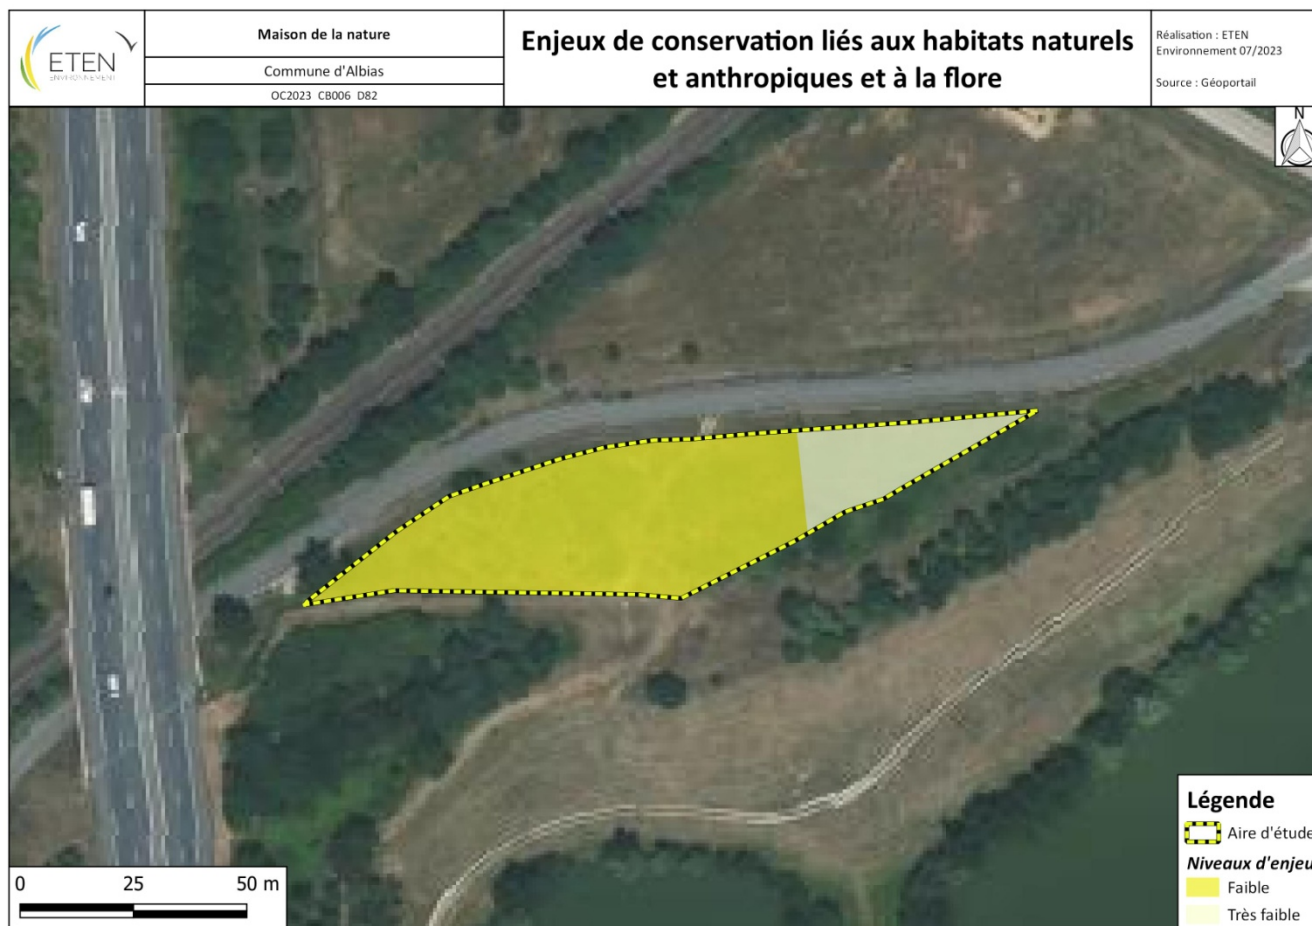 ETEN
ENVIRONNEMENT
Maison de la nature
Commune d'Albias
OC2023 CB006 D82
Enjeux de conservation liés aux habitats naturels
et anthropiques et à la flore
Réalisation : ETEN
Environnement 07/2023
Source : Géoportail
N
Légende
Aire d'étude
Niveaux d'enjeu
Faible
Très faible
0 25 50 m